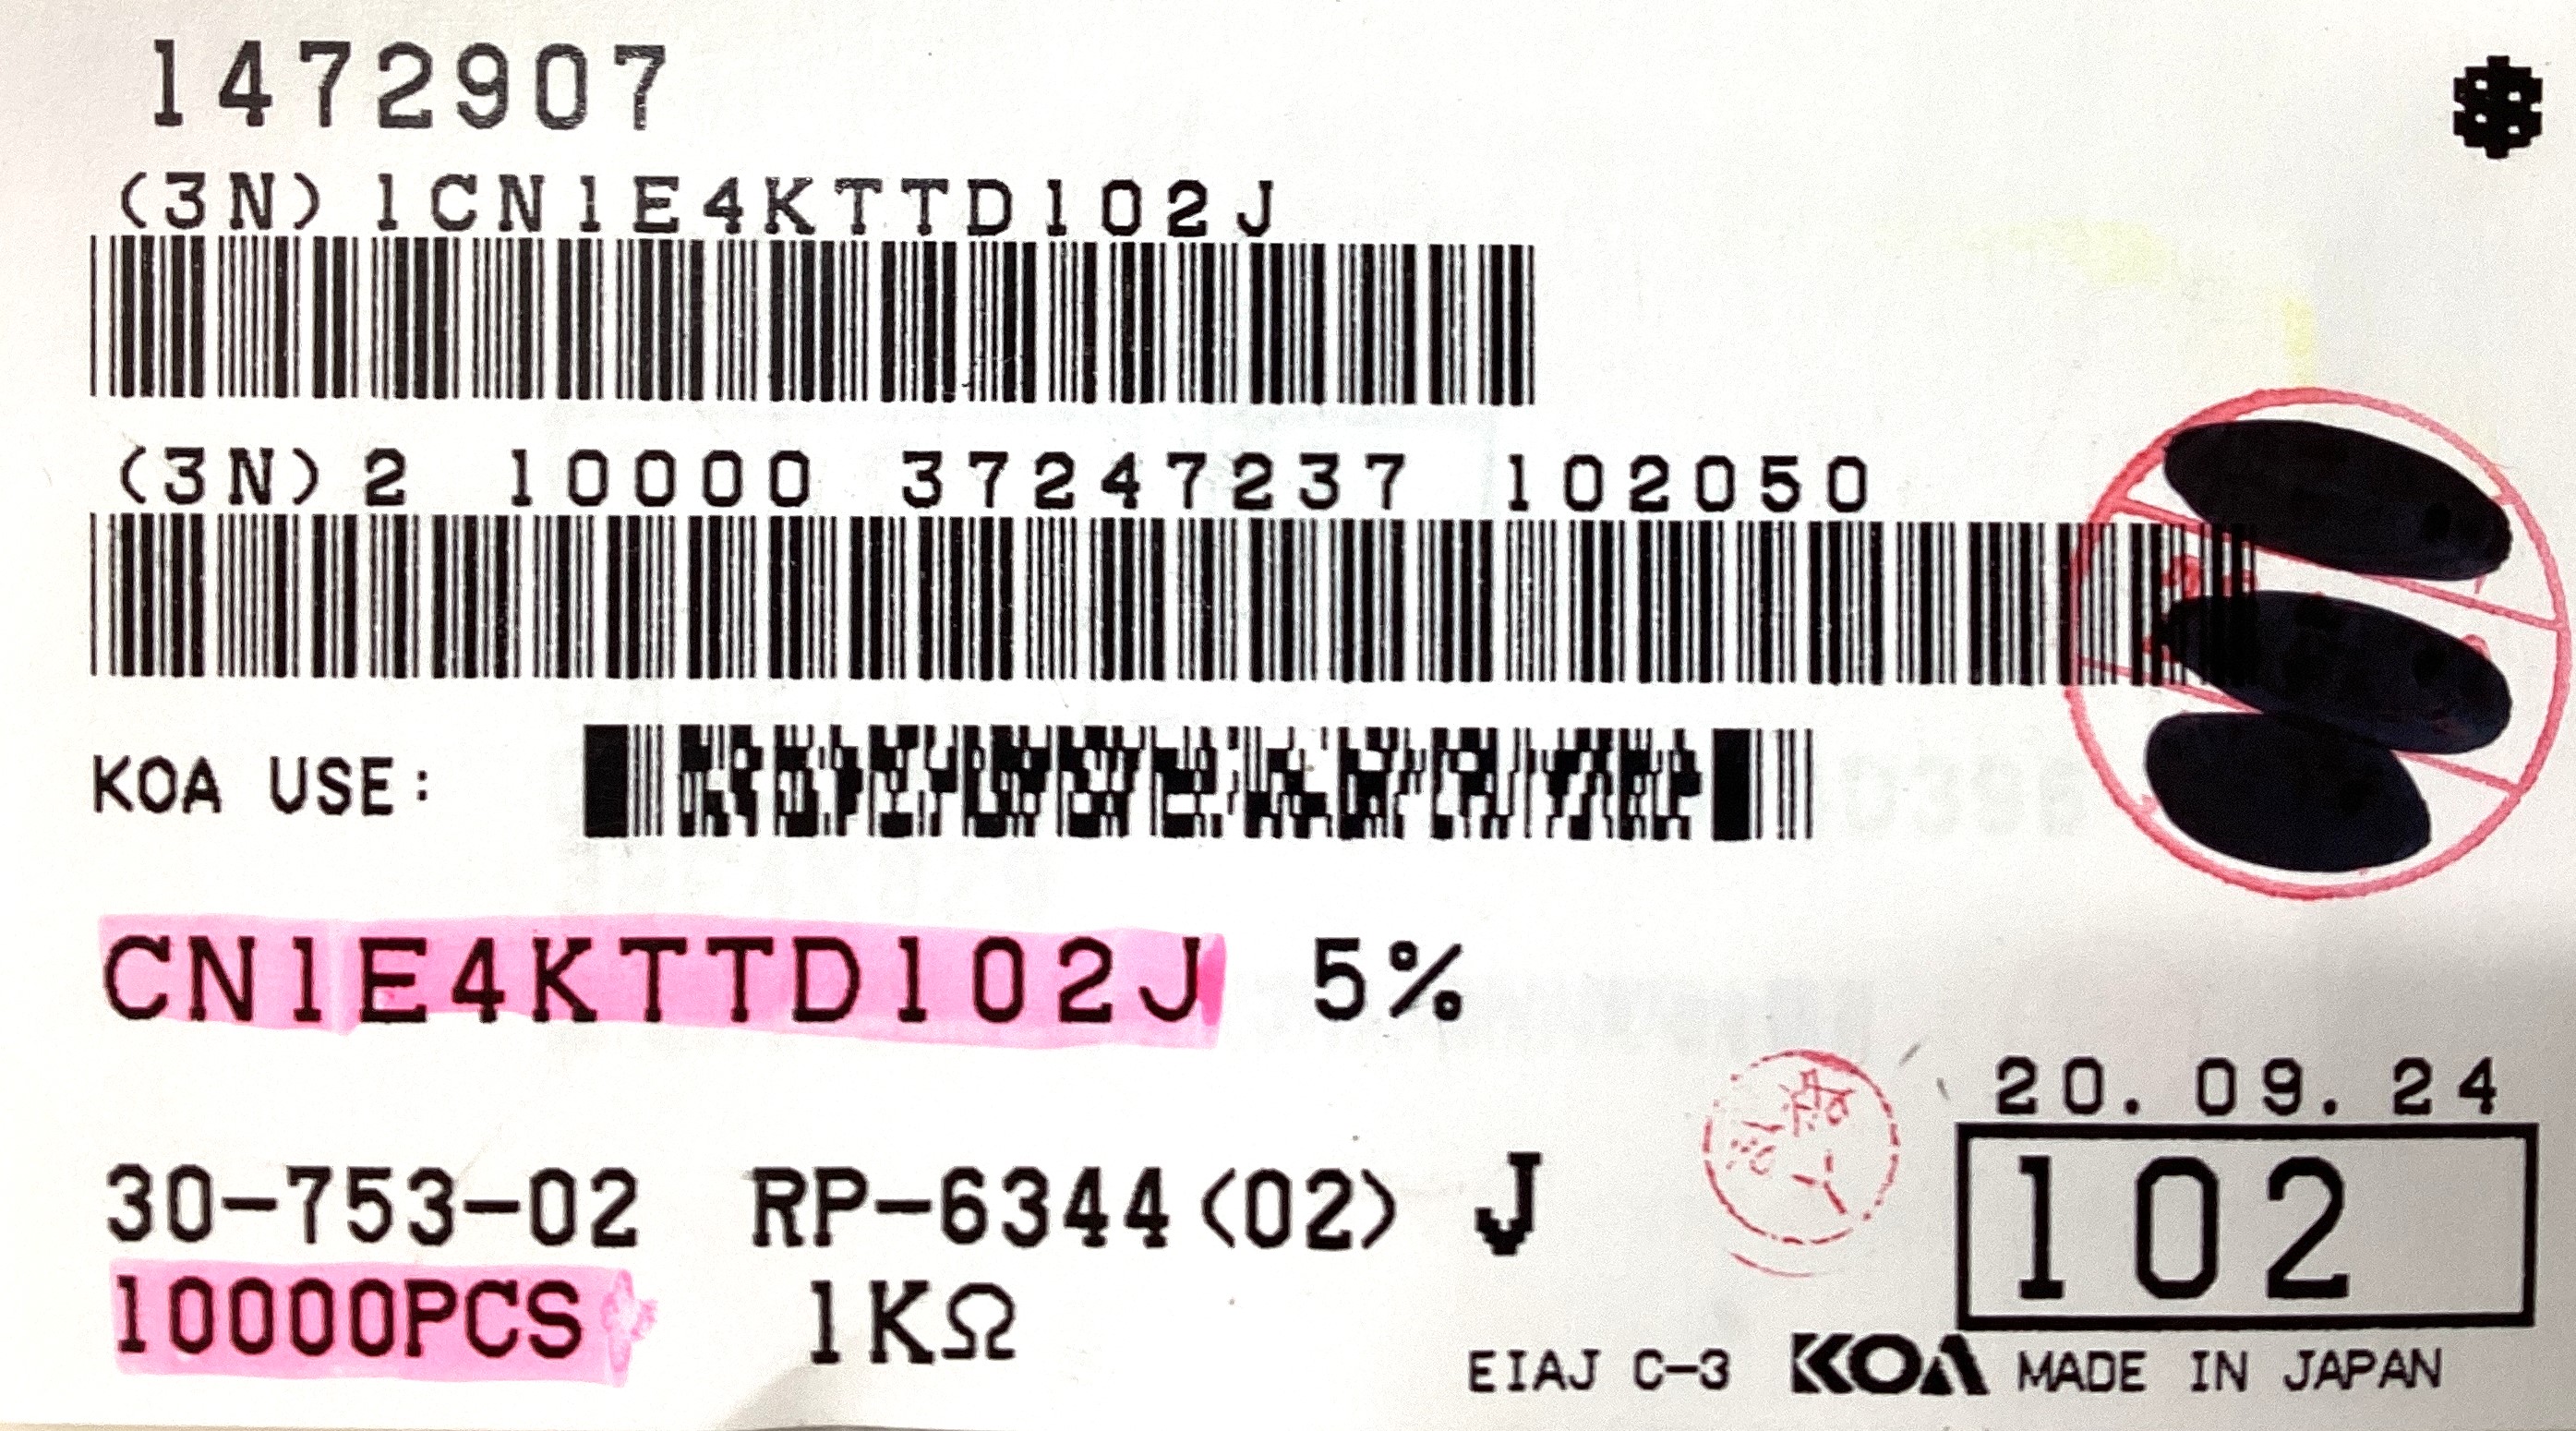 1472907
(3N) 1CN1E4KTTD102J
(3N) 2 10000 37247237 102050
KOA USE:
CN1E4KTTD102J 5%
20.09.24
102
30-753-02 RP-6344(02) J
10000PCS 1KΩ
EIAJ C-3 KOA MADE IN JAPAN